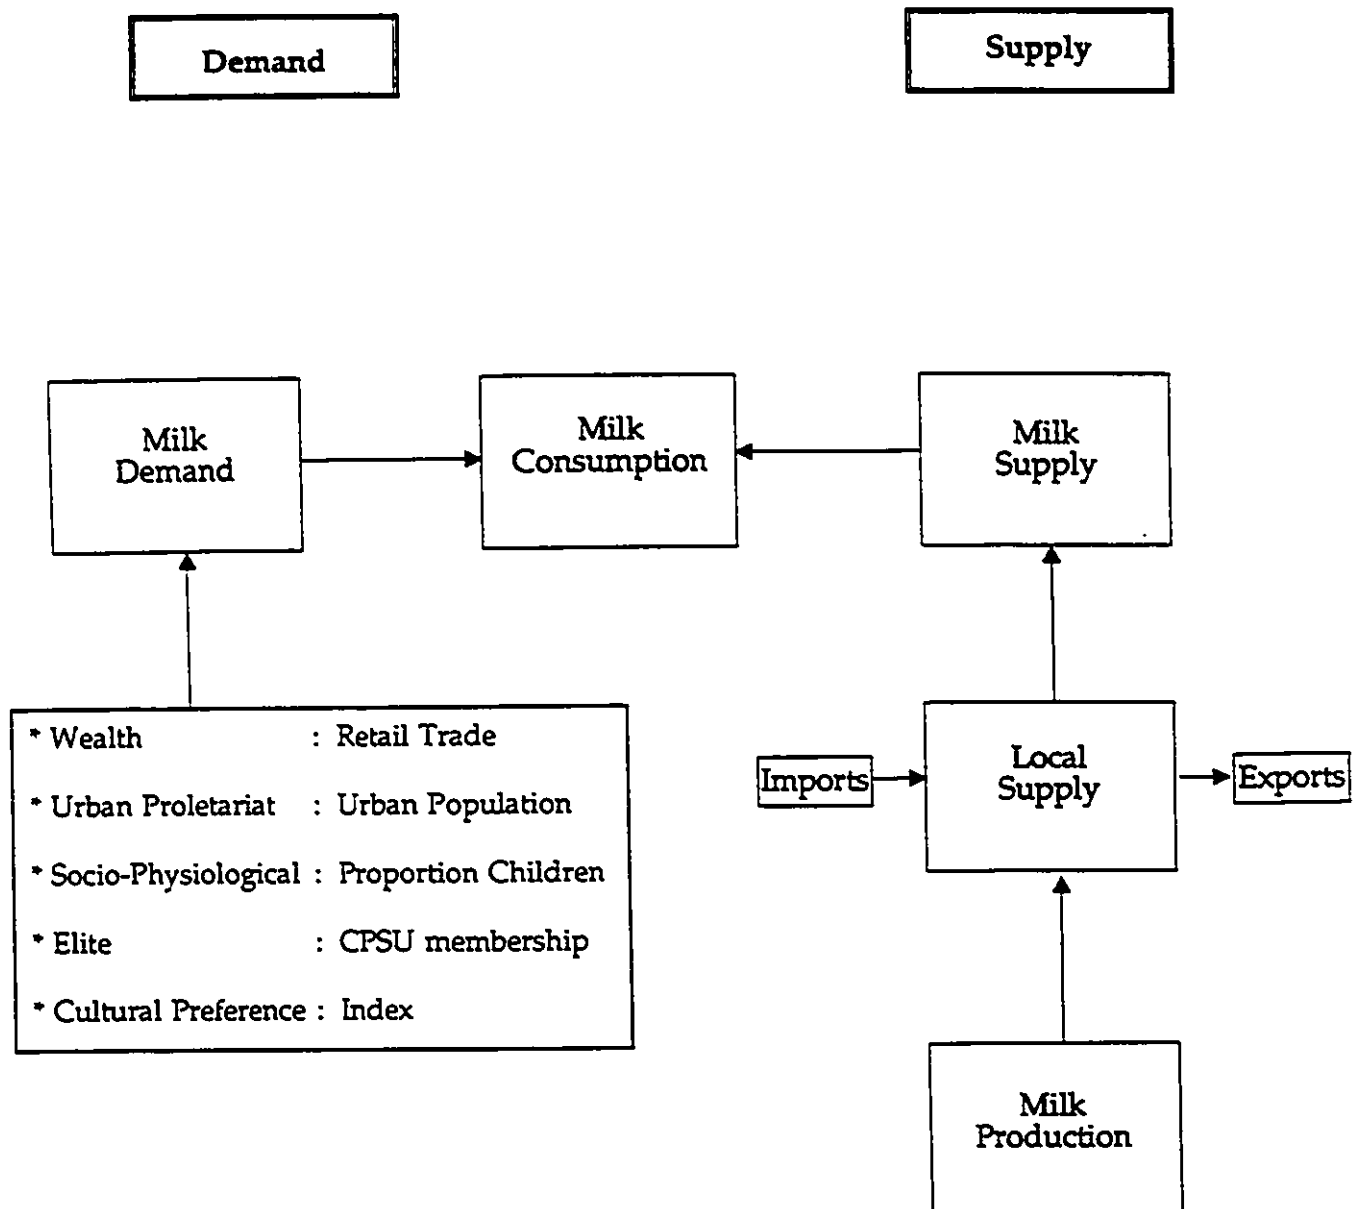 Demand
Supply
Milk
Demand
Milk
Consumption
Milk
Supply
* Wealth : Retail Trade
* Urban Proletariat : Urban Population
* Socio-Physiological : Proportion Children
* Elite : CPSU membership
* Cultural Preference : Index
Imports
Local
Supply
Exports
Milk
Production